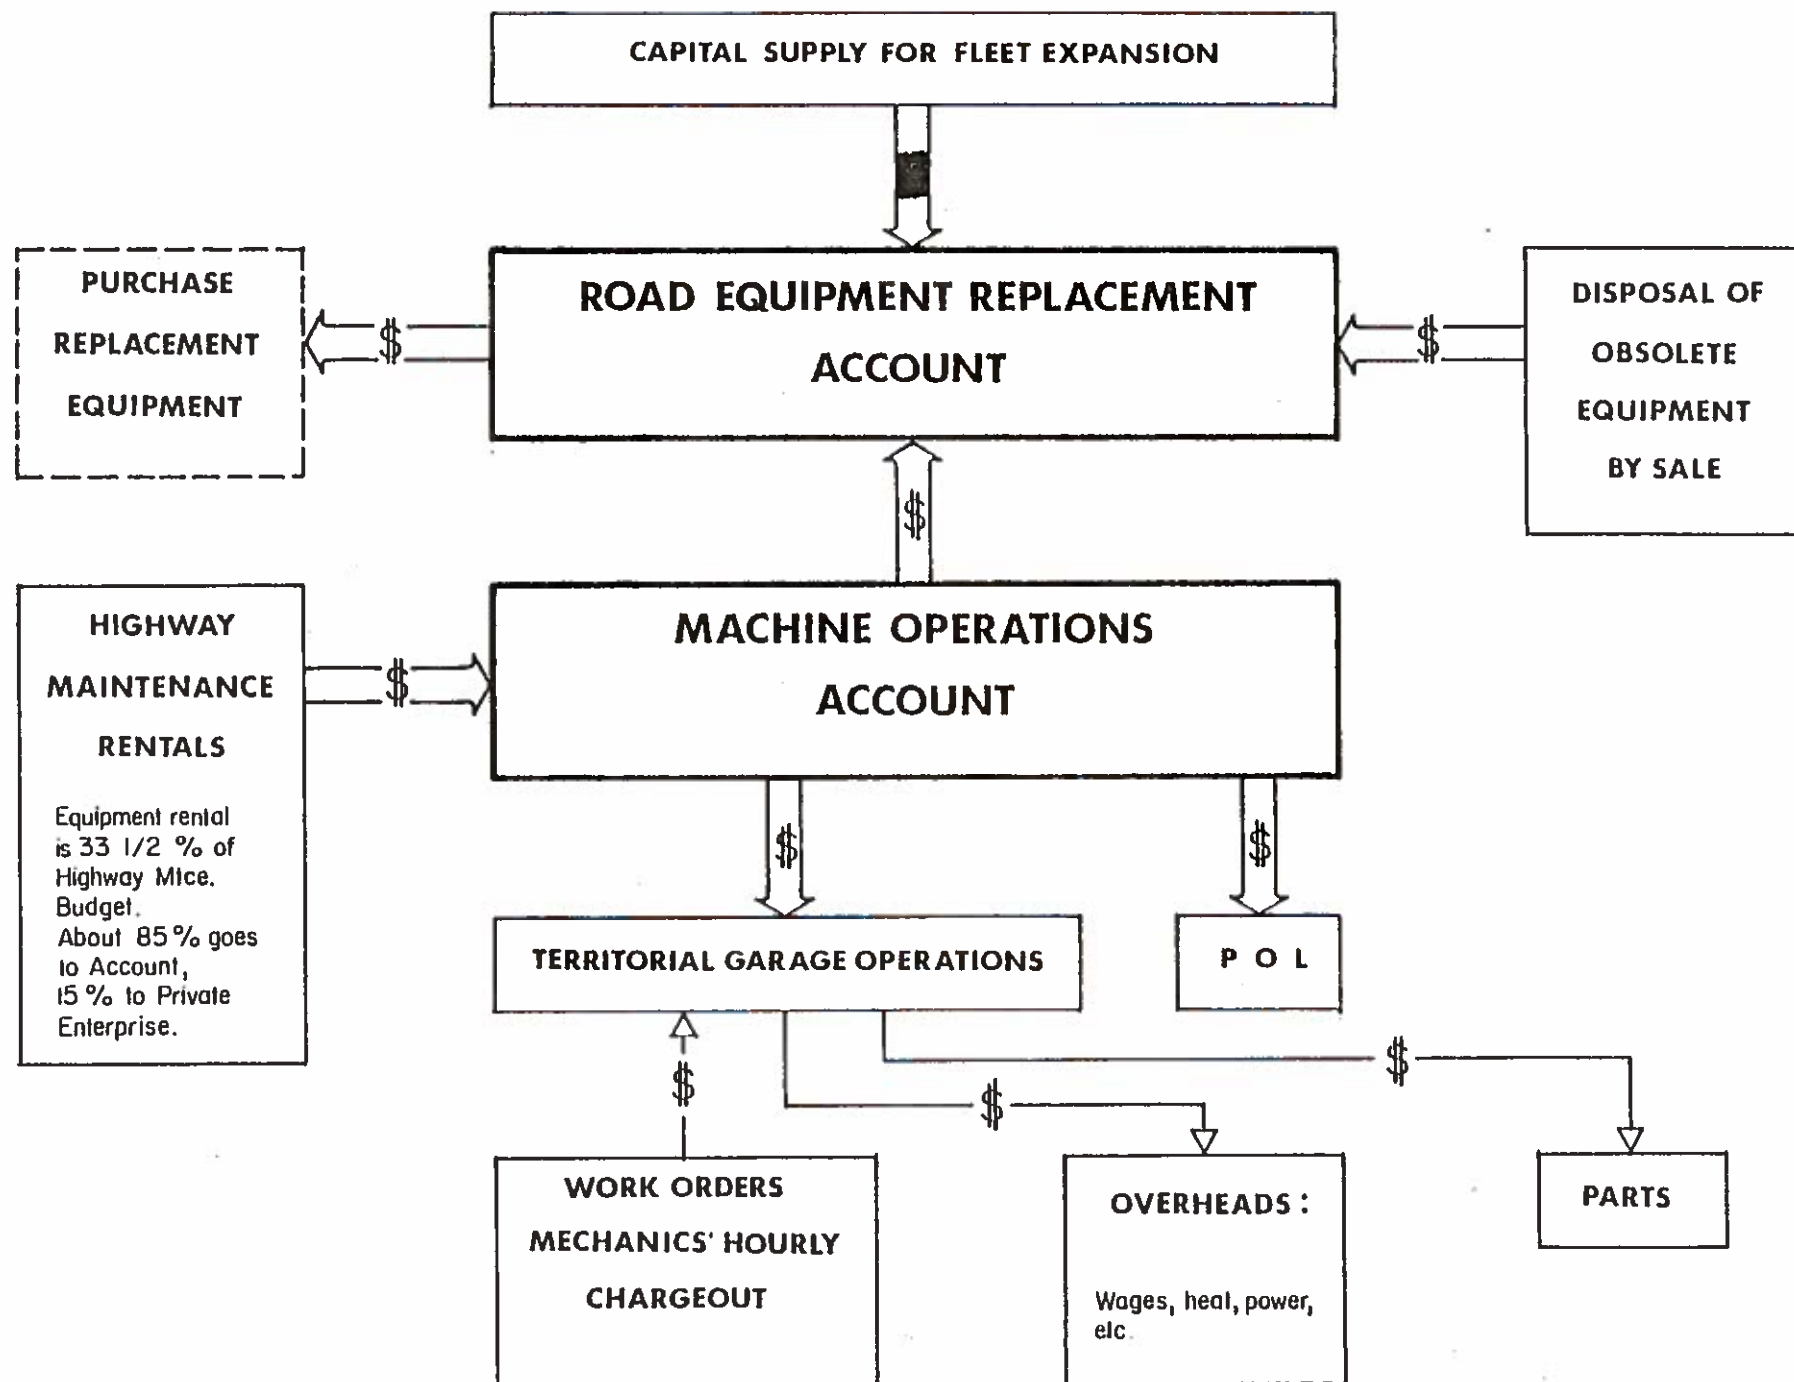 CAPITAL SUPPLY FOR FLEET EXPANSION
PURCHASE
REPLACEMENT
EQUIPMENT
$
ROAD EQUIPMENT REPLACEMENT
ACCOUNT
$
DISPOSAL OF
OBSOLETE
EQUIPMENT
BY SALE
$
HIGHWAY
MAINTENANCE
RENTALS
Equipment rental
is 33 1/2 % of
Highway Mtce.
Budget.
About 85% goes
to Account,
15% to Private
Enterprise.
$
MACHINE OPERATIONS
ACCOUNT
$
$
TERRITORIAL GARAGE OPERATIONS
P O L
$
$
$
WORK ORDERS
MECHANICS' HOURLY
CHARGEOUT
OVERHEADS :
Wages, heat, power,
etc.
PARTS